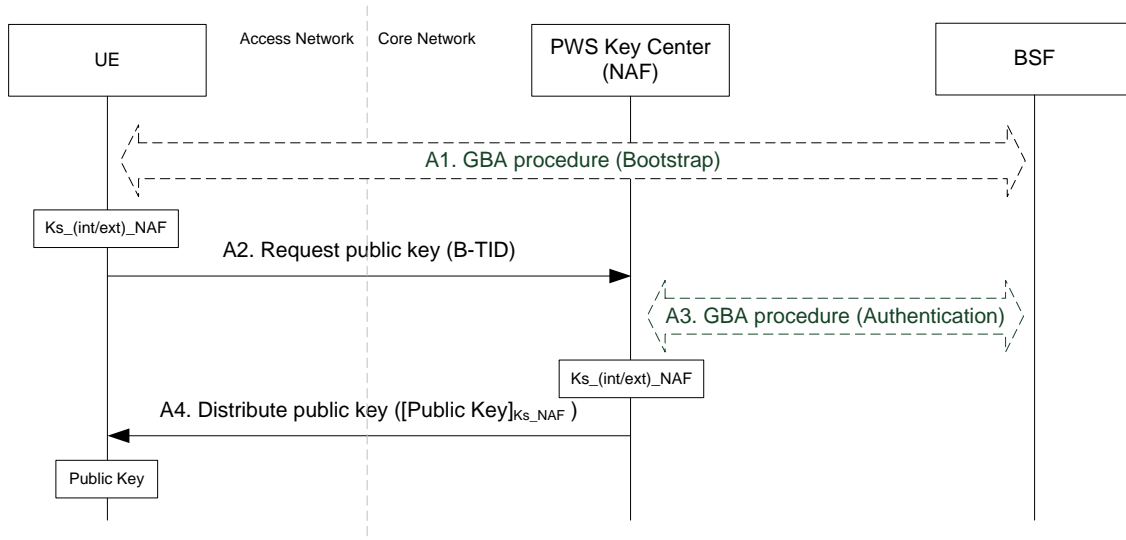 UE
Access Network
Core Network
PWS Key Center
(NAF)
BSF
A1. GBA procedure (Bootstrap)
Ks_(int/ext)_NAF
A2. Request public key (B-TID)
A3. GBA procedure (Authentication)
Ks_(int/ext)_NAF
A4. Distribute public key ([Public Key]Ks_NAF )
Public Key